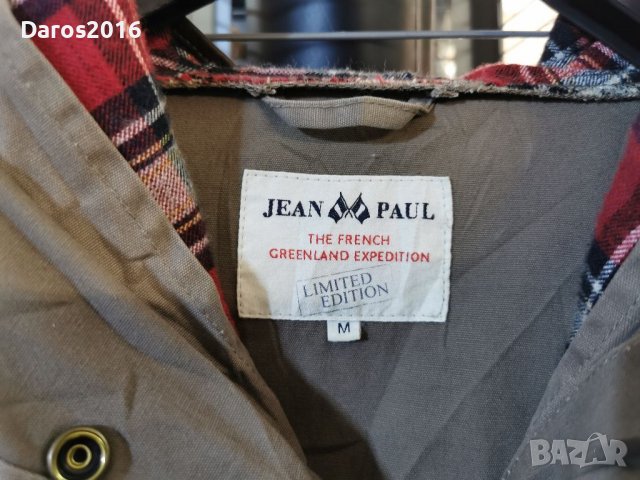 Daros2016
JEAN PAUL
THE FRENCH
GREENLAND EXPEDITION
LIMITED
EDITION
M
BAZAR